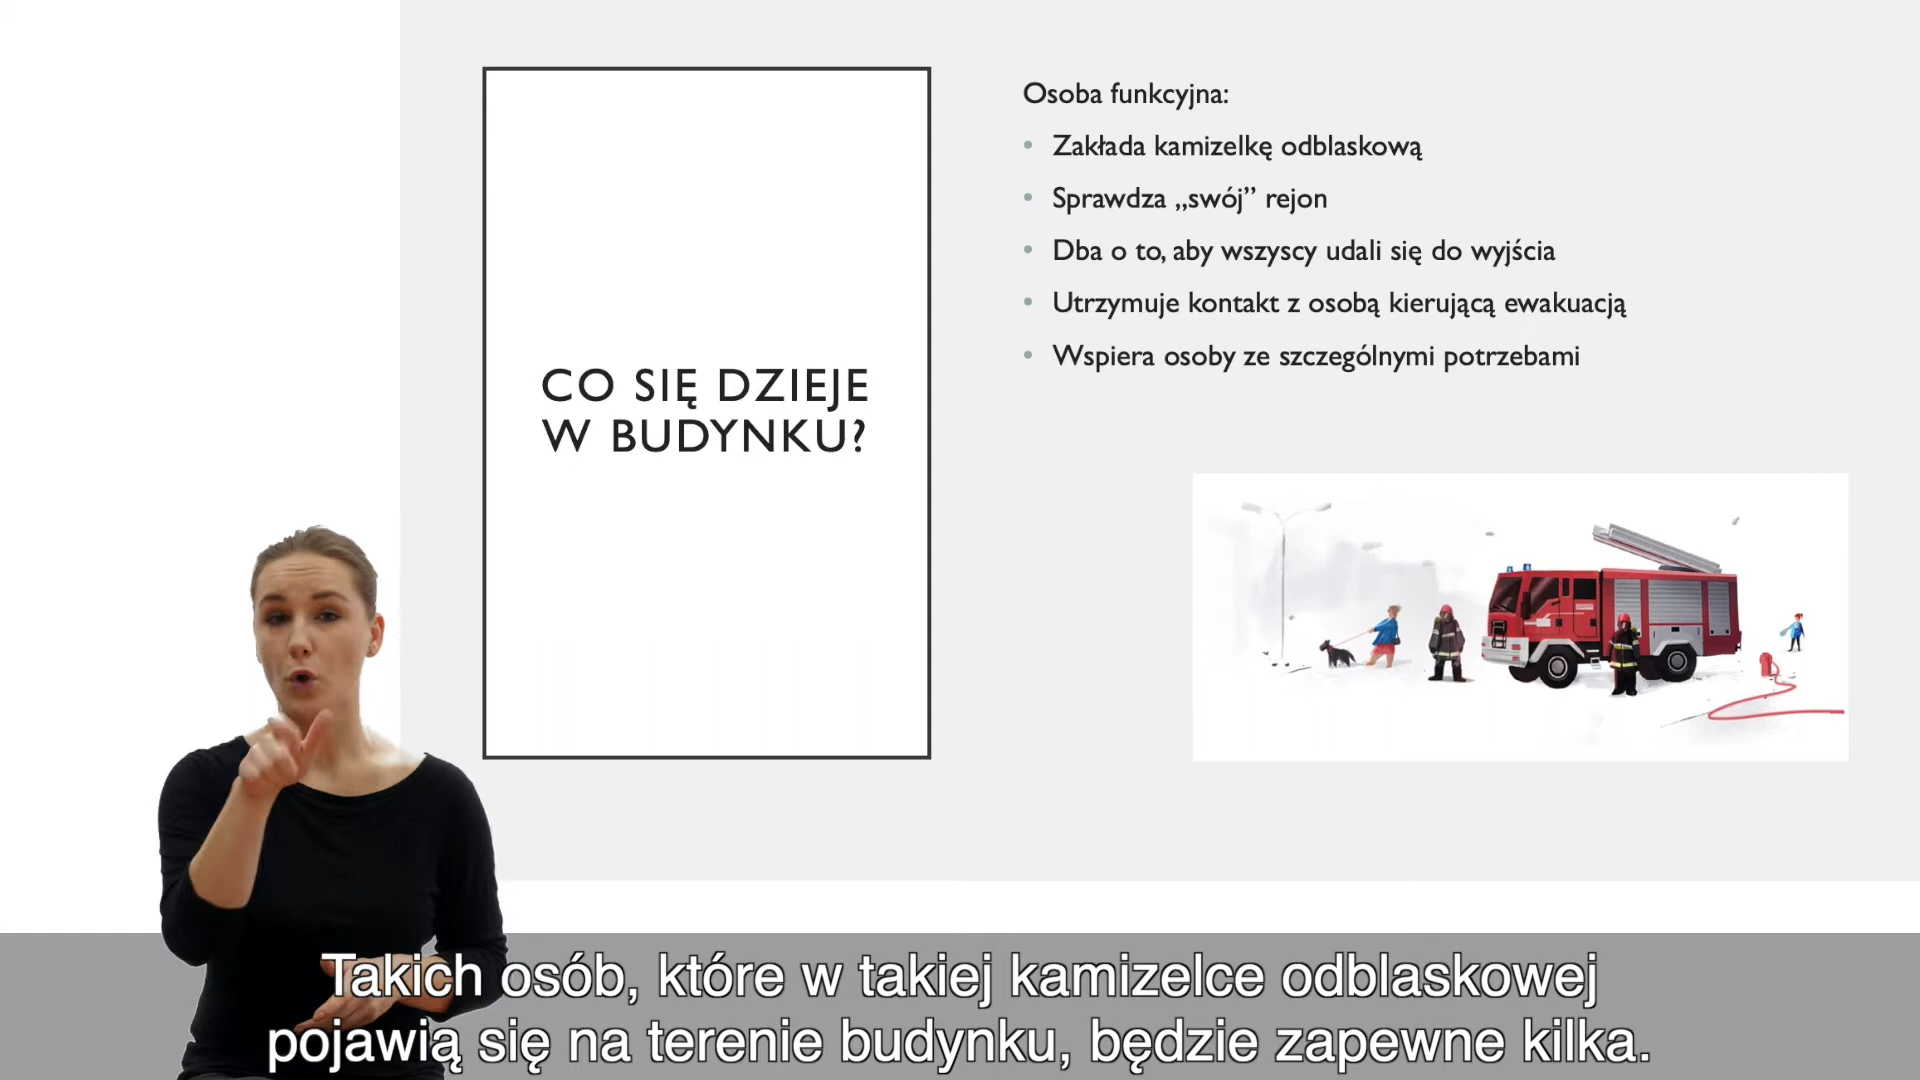 CO SIĘ DZIEJE
W BUDYNKU?
Osoba funkcyjna:
• Zakłada kamizelkę odblaskową
• Sprawdza „swój” rejon
• Dba o to, aby wszyscy udali się do wyjścia
• Utrzymuje kontakt z osobą kierującą ewakuacją
• Wspiera osoby ze szczególnymi potrzebami
Takich osób, które w takiej kamizelce odblaskowej
pojawią się na terenie budynku, będzie zapewne kilka.